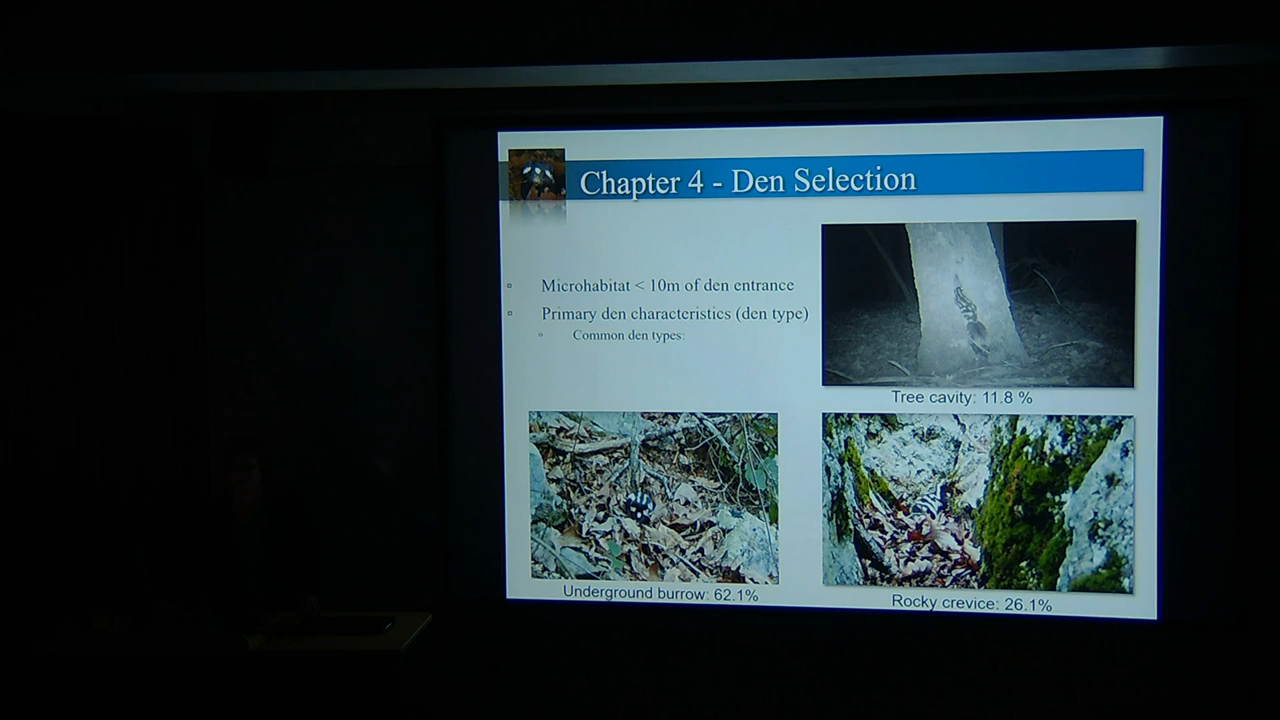 Chapter 4 - Den Selection
Microhabitat < 10m of den entrance
Primary den characteristics (den type)
Common den types:
Tree cavity: 11.8 %
Underground burrow: 62.1%
Rocky crevice: 26.1%